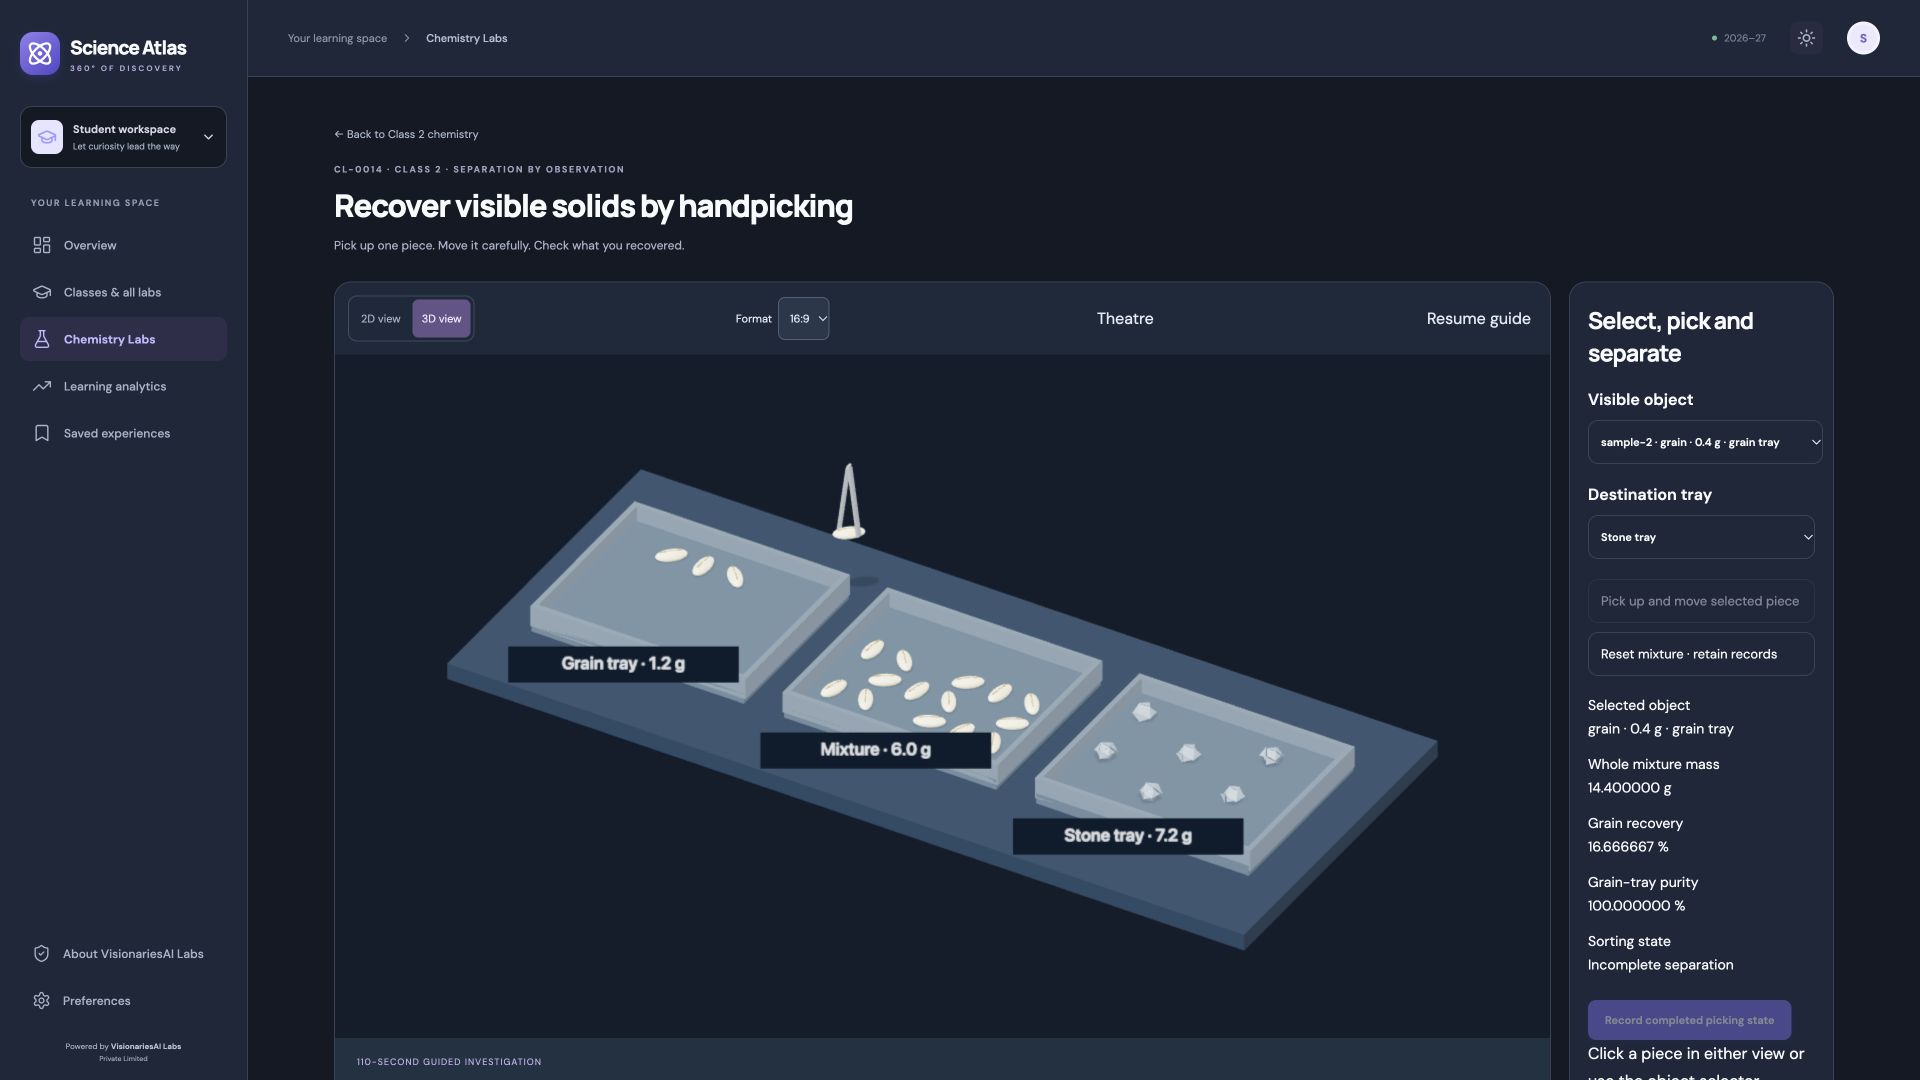 Science Atlas
360° OF DISCOVERY
Student workspace
Let curiosity lead the way
YOUR LEARNING SPACE
Overview
Classes & all labs
Chemistry Labs
Learning analytics
Saved experiences
About VisionariesAI Labs
Preferences
Powered by VisionariesAI Labs
Private Limited
Your learning space
Chemistry Labs
2026–27
S
← Back to Class 2 chemistry
CL-0014 · CLASS 2 · SEPARATION BY OBSERVATION
Recover visible solids by handpicking
Pick up one piece. Move it carefully. Check what you recovered.
2D view
3D view
Format
16:9
Theatre
Resume guide
Grain tray · 1.2 g
Mixture · 6.0 g
Stone tray · 7.2 g
110-SECOND GUIDED INVESTIGATION
Select, pick and
separate
Visible object
sample-2 · grain · 0.4 g · grain tray
Destination tray
Stone tray
Pick up and move selected piece
Reset mixture · retain records
Selected object
grain · 0.4 g · grain tray
Whole mixture mass
14.400000 g
Grain recovery
16.666667 %
Grain-tray purity
100.000000 %
Sorting state
Incomplete separation
Record completed picking state
Click a piece in either view or
use the object selector